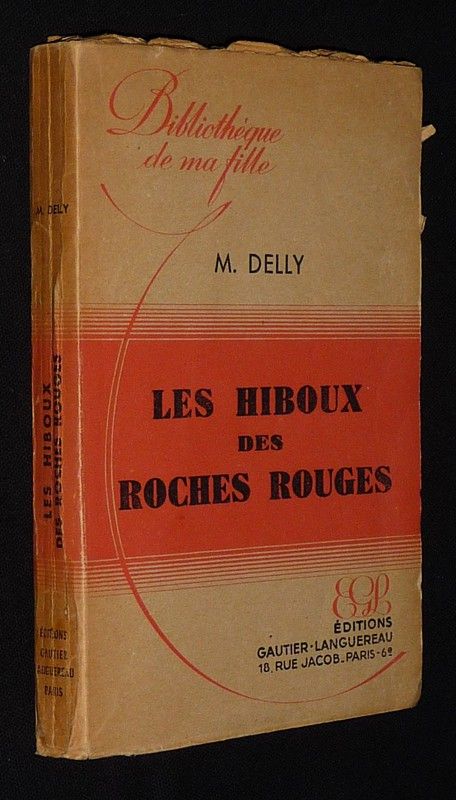 Bibliothèque
de ma fille
M. DELLY
LES HIBOUX
DES
ROCHES ROUGES
EGL
ÉDITIONS
GAUTIER-LANGUEREAU
18, RUE JACOB-PARIS-6e
M. DELLY
LES HIBOUX
DES ROCHES ROUGES
ÉDITIONS
GAUTIER
LANGUEREAU
PARIS